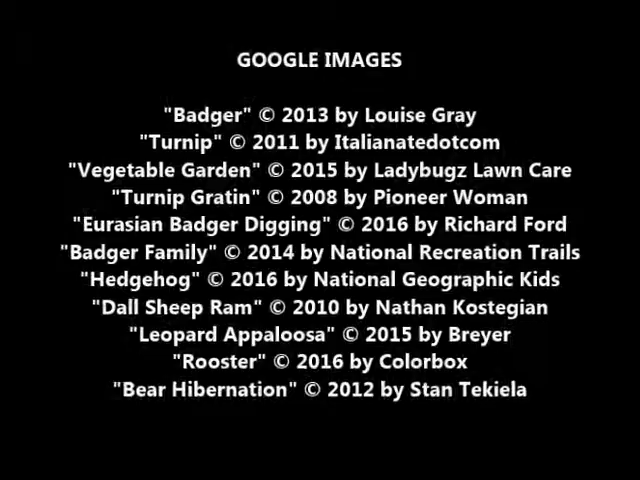 GOOGLE IMAGES
"Badger" © 2013 by Louise Gray
"Turnip" © 2011 by Italianatedotcom
"Vegetable Garden" © 2015 by Ladybugz Lawn Care
"Turnip Gratin" © 2008 by Pioneer Woman
"Eurasian Badger Digging" © 2016 by Richard Ford
"Badger Family" © 2014 by National Recreation Trails
"Hedgehog" © 2016 by National Geographic Kids
"Dall Sheep Ram" © 2010 by Nathan Kostegian
"Leopard Appaloosa" © 2015 by Breyer
"Rooster" © 2016 by Colorbox
"Bear Hibernation" © 2012 by Stan Tekiela